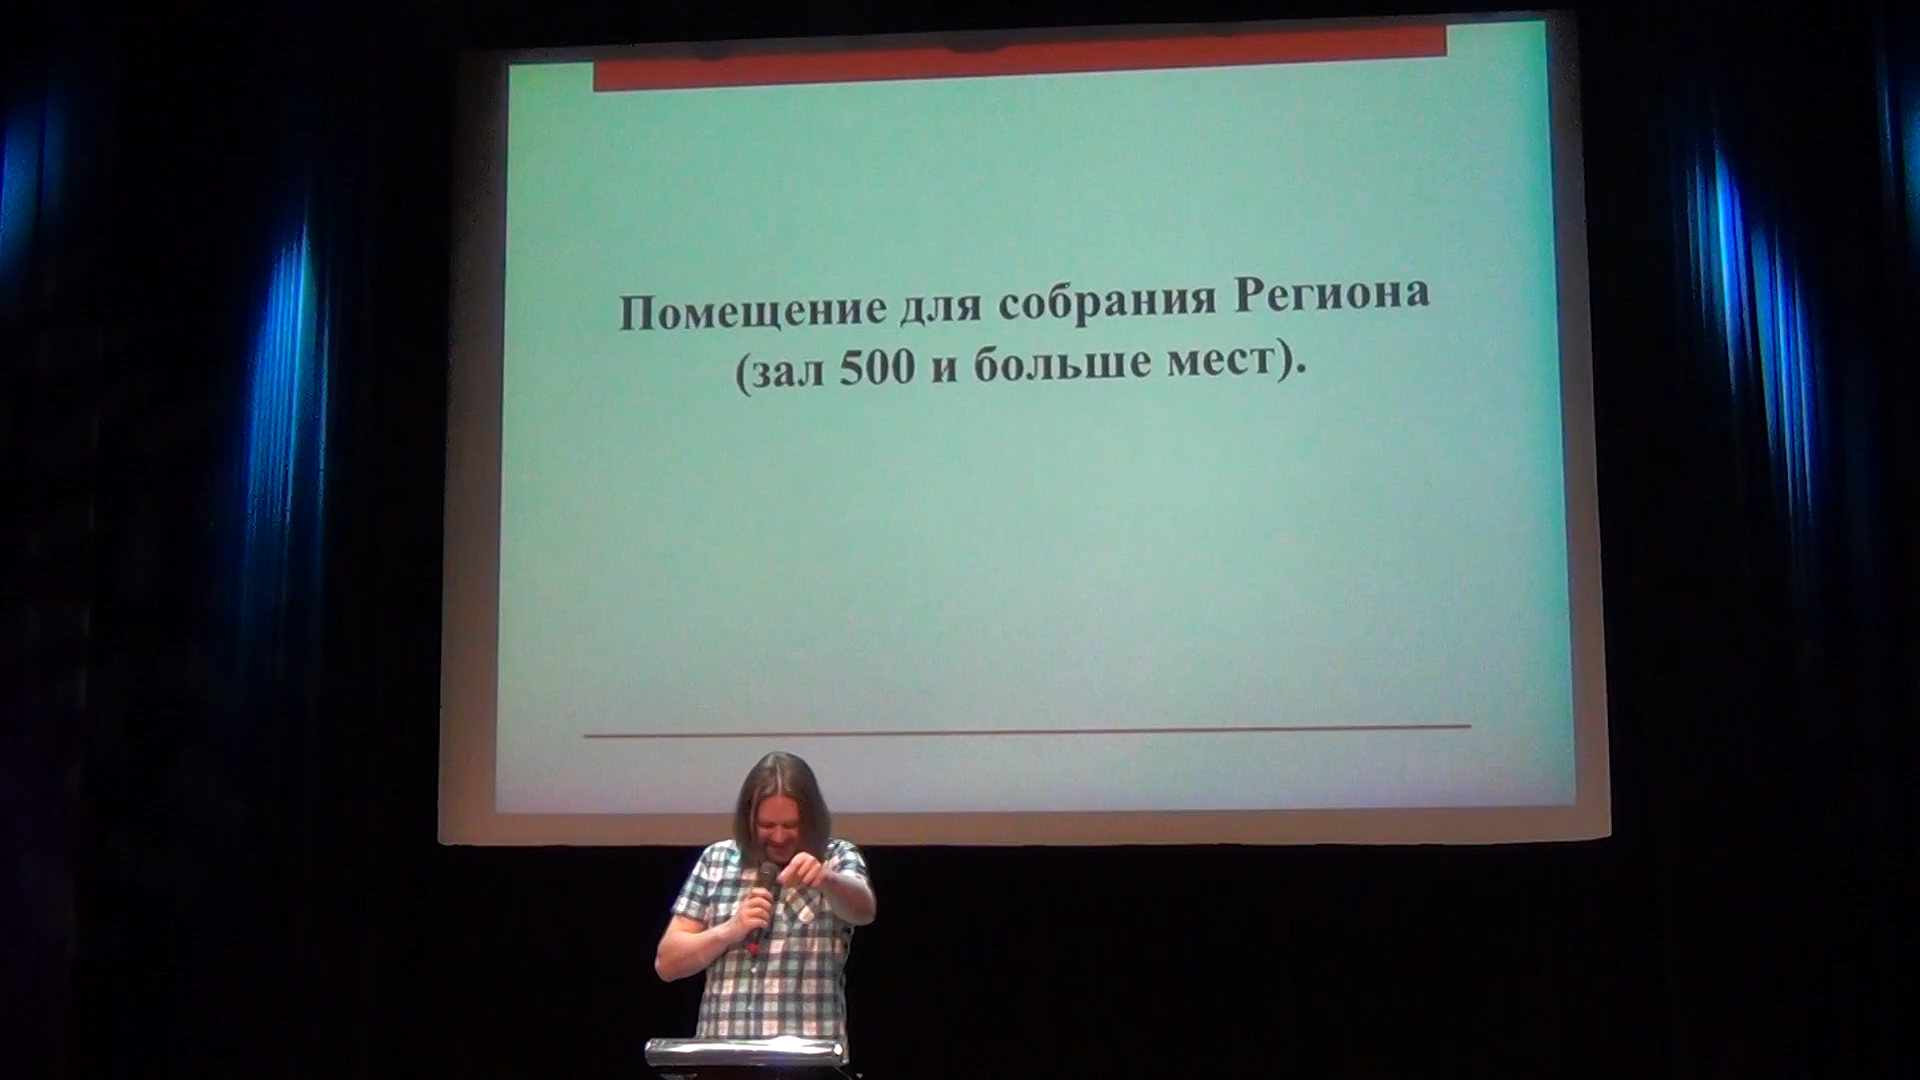 Помещение для собрания Региона
(зал 500 и больше мест).